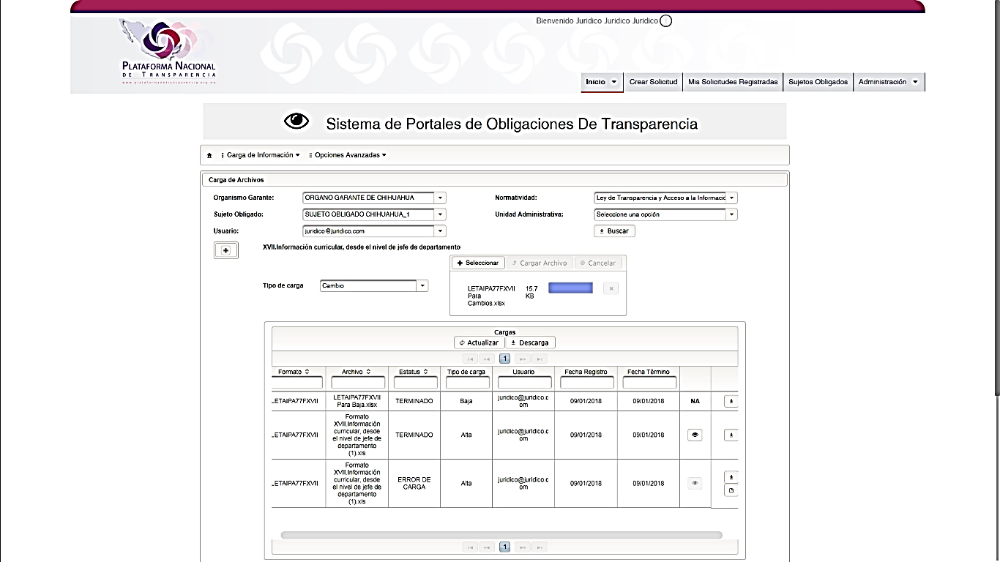 Bienvenido Juridico Juridico Juridico
PLATAFORMA NACIONAL
DE TRANSPARENCIA
www.plataformadetransparencia.org.mx
Inicio
Crear Solicitud
Mis Solicitudes Registradas
Sujetos Obligados
Administración
Sistema de Portales de Obligaciones De Transparencia
Carga de Información
Opciones Avanzadas
Carga de Archivos
Organismo Garante: ORGANO GARANTE DE CHIHUAHUA
Normatividad: Ley de Transparencia y Acceso a la Informació
Sujeto Obligado: SUJETO OBLIGADO CHIHUAHUA_1
Unidad Administrativa: Seleccione una opción
Usuario: juridico@juridico.com
Buscar
XVII.Información curricular, desde el nivel de jefe de departamento
Seleccionar Cargar Archivo Cancelar
Tipo de carga Cambio
LETAIPA77FXVII
Para
Cambios.xlsx
15.7
KB
Cargas
Actualizar Descarga
1
Formato Archivo Estatus Tipo de carga Usuario Fecha Registro Fecha Término
LETAIPA77FXVII
LETAIPA77FXVII
Para Baja.xlsx
TERMINADO
Baja
juridico@juridico.c
om
09/01/2018
09/01/2018
NA
LETAIPA77FXVII
Formato
XVII.Información
curricular, desde
el nivel de jefe de
departamento
(1).xls
TERMINADO
Alta
juridico@juridico.c
om
09/01/2018
09/01/2018
LETAIPA77FXVII
Formato
XVII.Información
curricular, desde
el nivel de jefe de
departamento
(1).xls
ERROR DE
CARGA
Alta
juridico@juridico.c
om
09/01/2018
09/01/2018
1